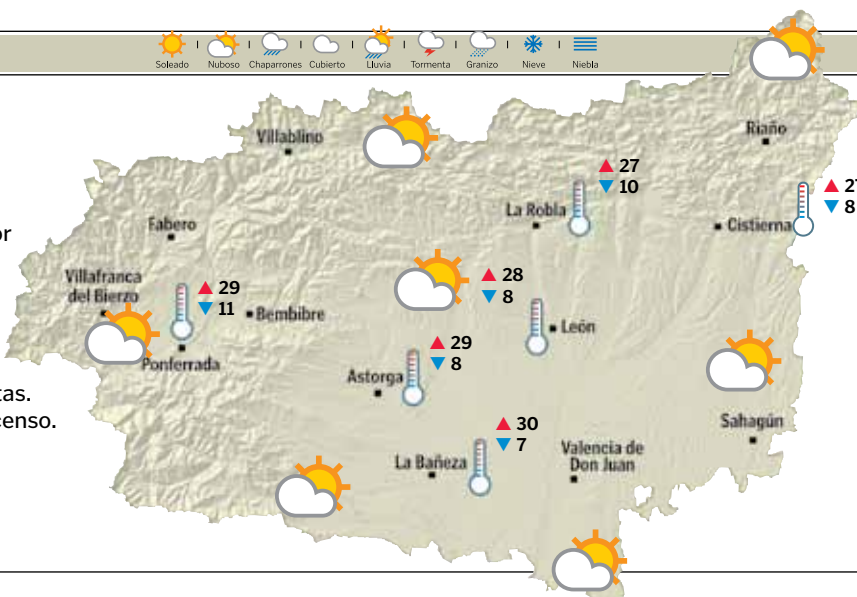 Soleado
Nuboso
Chaparrones
Cubierto
Lluvia
Tormenta
Granizo
Nieve
Niebla
Villablino
Riaño
27
10
La Robla
27
8
Cistierna
or
Fabero
Villafranca
del Bierzo
29
11
Bembibre
28
8
León
Ponferrada
29
8
Astorga
tas.
censo.
30
7
La Bañeza
Valencia de
Don Juan
Sahagún